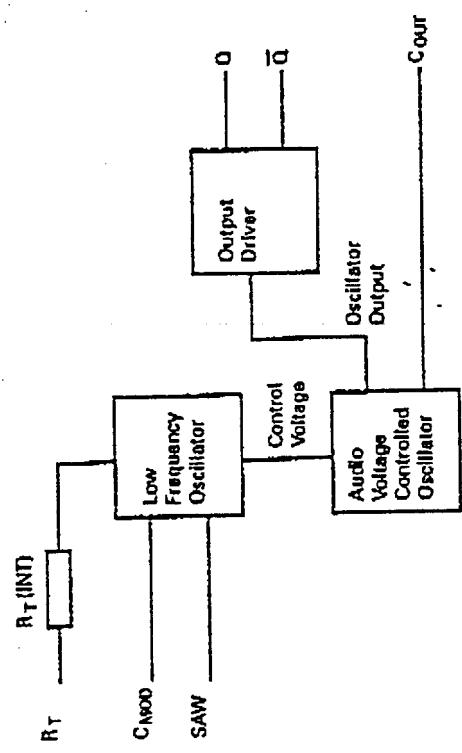 R_T
R_T (INT)
C_MOD
SAW
Low
Frequency
Oscillator
Control
Voltage
Audio
Voltage
Controlled
Oscillator
Oscillator
Output
Output
Driver
Q
Q̅
C_OUT